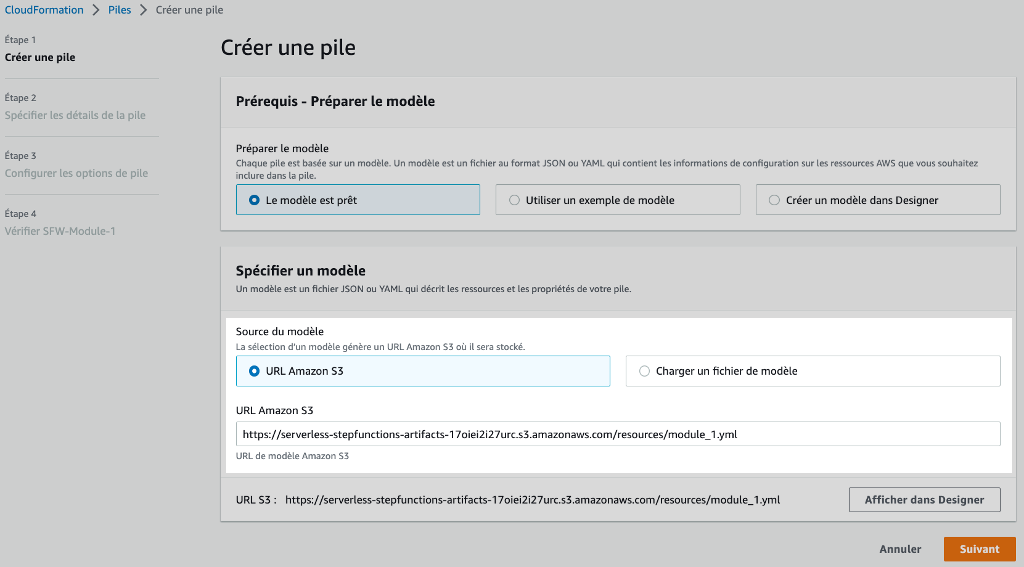 CloudFormation > Piles > Créer une pile
Étape 1
Créer une pile
Étape 2
Spécifier les détails de la pile
Étape 3
Configurer les options de pile
Étape 4
Vérifier SFW-Module-1
Créer une pile
Prérequis - Préparer le modèle
Préparer le modèle
Chaque pile est basée sur un modèle. Un modèle est un fichier au format JSON ou YAML qui contient les informations de configuration sur les ressources AWS que vous souhaitez
inclure dans la pile.
Le modèle est prêt
Utiliser un exemple de modèle
Créer un modèle dans Designer
Spécifier un modèle
Un modèle est un fichier JSON ou YAML qui décrit les ressources et les propriétés de votre pile.
Source du modèle
La sélection d'un modèle génère un URL Amazon S3 où il sera stocké.
URL Amazon S3
Charger un fichier de modèle
URL Amazon S3
https://serverless-stepfunctions-artifacts-17oiei2i27urc.s3.amazonaws.com/resources/module_1.yml
URL de modèle Amazon S3
URL S3 : https://serverless-stepfunctions-artifacts-17oiei2i27urc.s3.amazonaws.com/resources/module_1.yml
Afficher dans Designer
Annuler
Suivant